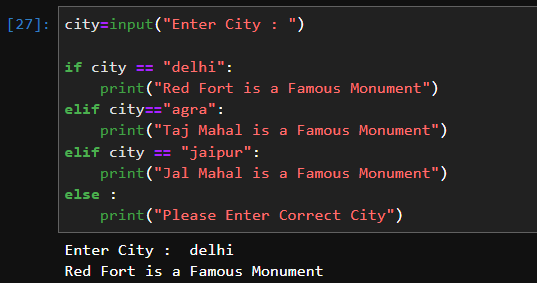 [27]: city=input("Enter City : ")
if city == "delhi":
    print("Red Fort is a Famous Monument")
elif city=="agra":
    print("Taj Mahal is a Famous Monument")
elif city == "jaipur":
    print("Jal Mahal is a Famous Monument")
else :
    print("Please Enter Correct City")
Enter City :  delhi
Red Fort is a Famous Monument